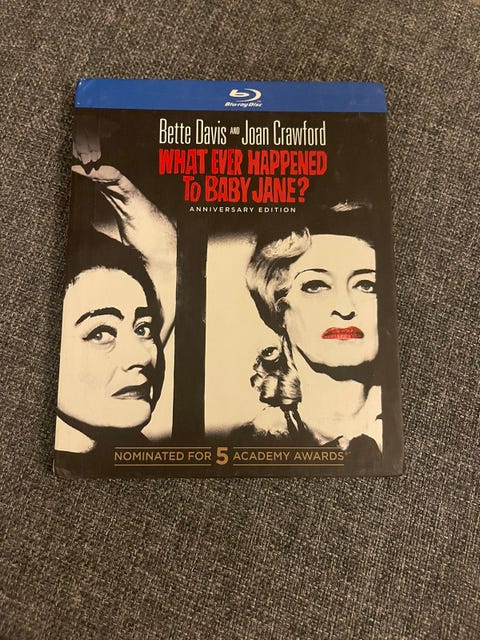 Blu-ray Disc
Bette Davis AND Joan Crawford
WHAT EVER HAPPENED
TO BABY JANE?
ANNIVERSARY EDITION
NOMINATED FOR 5 ACADEMY AWARDS®